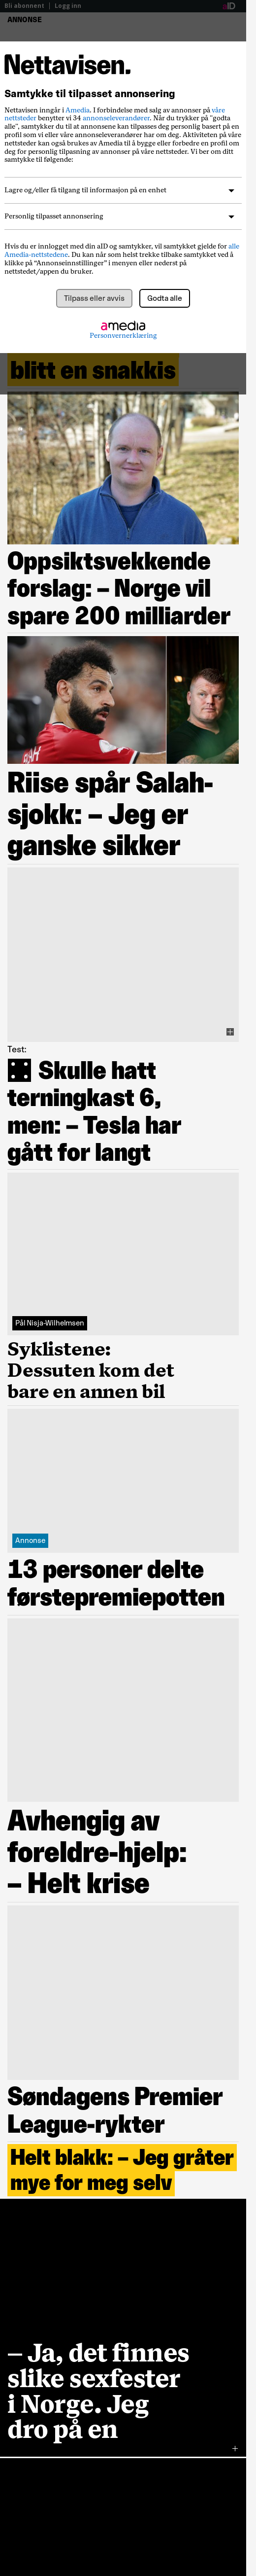 Bli abonnent | Logg inn
aID
ANNONSE
Nettavisen.
Samtykke til tilpasset annonsering
Nettavisen inngår i Amedia. I forbindelse med salg av annonser på våre
nettsteder benytter vi 34 annonseleverandører. Når du trykker på "godta
alle", samtykker du til at annonsene kan tilpasses deg personlig basert på en
profil som vi eller våre annonseleverandører har om deg. Aktiviteten på våre
nettsteder kan også brukes av Amedia til å bygge eller forbedre en profil om
deg for personlig tilpasning av annonser på våre nettsteder. Vi ber om ditt
samtykke til følgende:
Lagre og/eller få tilgang til informasjon på en enhet
Personlig tilpasset annonsering
Hvis du er innlogget med din aID og samtykker, vil samtykket gjelde for alle
Amedia-nettstedene. Du kan når som helst trekke tilbake samtykket ved å
klikke på “Annonseinnstillinger” i menyen eller nederst på
nettstedet/appen du bruker.
Tilpass eller avvis
Godta alle
amedia
Personvernerklæring
blitt en snakkis
Oppsiktsvekkende
forslag: – Norge vil
spare 200 milliarder
Riise spår Salah-
sjokk: – Jeg er
ganske sikker
Test:
Skulle hatt
terningkast 6,
men: – Tesla har
gått for langt
Pål Nisja-Wilhelmsen
Syklistene:
Dessuten kom det
bare en annen bil
Annonse
13 personer delte
førstepremiepotten
Avhengig av
foreldre-hjelp:
– Helt krise
Søndagens Premier
League-rykter
Helt blakk: – Jeg gråter
mye for meg selv
– Ja, det finnes
slike sexfester
i Norge. Jeg
dro på en